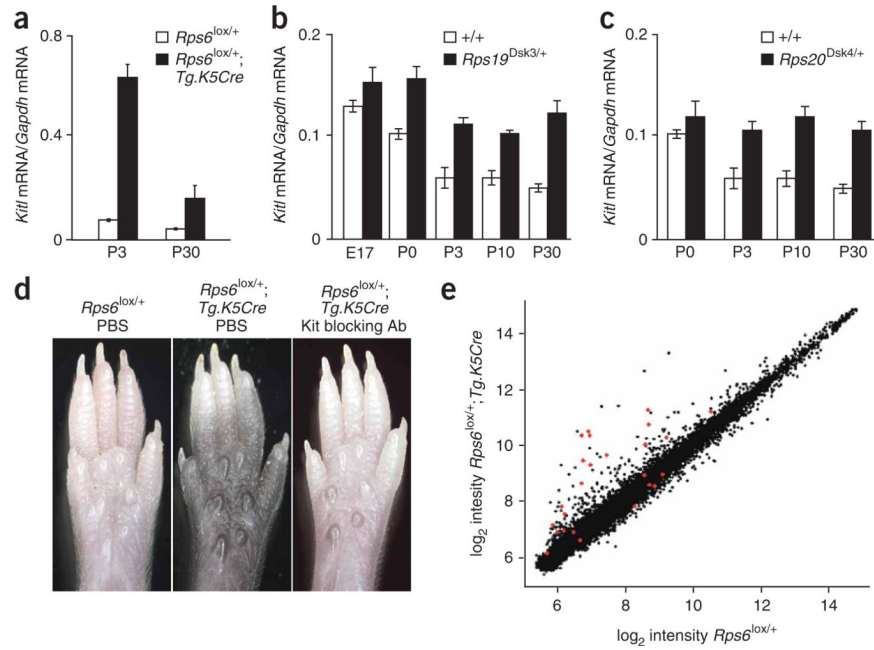 a
Kitl mRNA/Gapdh mRNA
0.8
0.4
0
P3
P30
Rps6lox/+
Rps6lox/+;
Tg.K5Cre
b
Kitl mRNA/Gapdh mRNA
0.2
0.1
0
E17
P0
P3
P10
P30
+/+
Rps19Dsk3/+
c
Kitl mRNA/Gapdh mRNA
0.2
0.1
0
P0
P3
P10
P30
+/+
Rps20Dsk4/+
d
Rps6lox/+
PBS
Rps6lox/+;
Tg.K5Cre
PBS
Rps6lox/+;
Tg.K5Cre
Kit blocking Ab
e
log2 intesity Rps6lox/+;Tg.K5Cre
14
12
10
8
6
6
8
10
12
14
log2 intensity Rps6lox/+